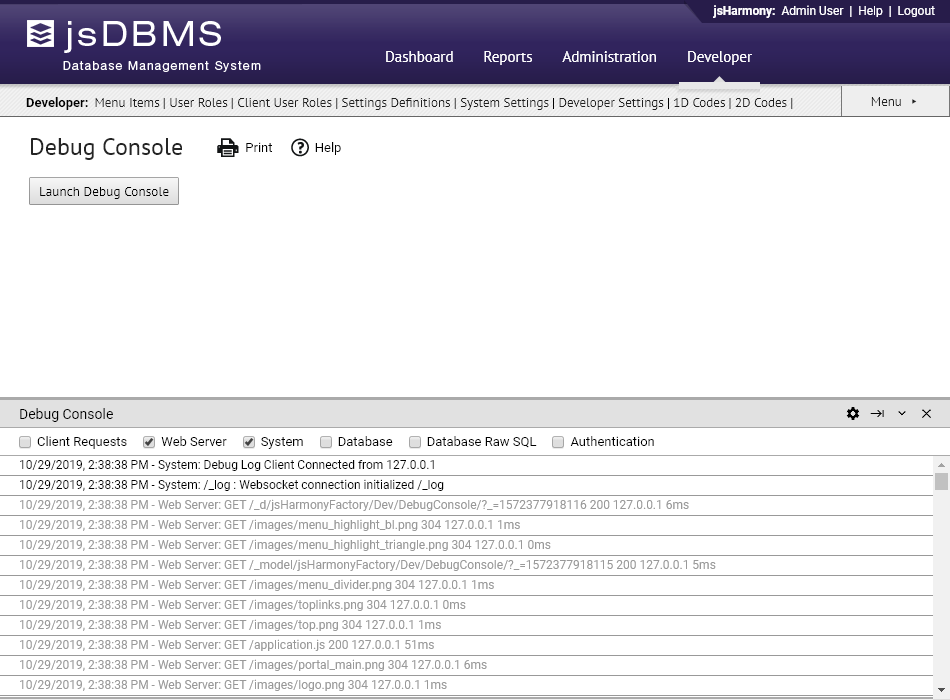 jsHarmony: Admin User | Help | Logout
jsDBMS
Database Management System
Dashboard Reports Administration Developer
Developer: Menu Items | User Roles | Client User Roles | Settings Definitions | System Settings | Developer Settings | 1D Codes | 2D Codes |
Menu ▸
Debug Console
Print
Help
Launch Debug Console
Debug Console
Client Requests Web Server System Database Database Raw SQL Authentication
10/29/2019, 2:38:38 PM - System: Debug Log Client Connected from 127.0.0.1
10/29/2019, 2:38:38 PM - System: /_log : Websocket connection initialized /_log
10/29/2019, 2:38:38 PM - Web Server: GET /_d/jsHarmonyFactory/Dev/DebugConsole/?_=1572377918116 200 127.0.0.1 6ms
10/29/2019, 2:38:38 PM - Web Server: GET /images/menu_highlight_bl.png 304 127.0.0.1 1ms
10/29/2019, 2:38:38 PM - Web Server: GET /images/menu_highlight_triangle.png 304 127.0.0.1 0ms
10/29/2019, 2:38:38 PM - Web Server: GET /_model/jsHarmonyFactory/Dev/DebugConsole/?_=1572377918115 200 127.0.0.1 5ms
10/29/2019, 2:38:38 PM - Web Server: GET /images/menu_divider.png 304 127.0.0.1 1ms
10/29/2019, 2:38:38 PM - Web Server: GET /images/toplinks.png 304 127.0.0.1 0ms
10/29/2019, 2:38:38 PM - Web Server: GET /images/top.png 304 127.0.0.1 1ms
10/29/2019, 2:38:38 PM - Web Server: GET /application.js 200 127.0.0.1 51ms
10/29/2019, 2:38:38 PM - Web Server: GET /images/portal_main.png 304 127.0.0.1 6ms
10/29/2019, 2:38:38 PM - Web Server: GET /images/logo.png 304 127.0.0.1 1ms